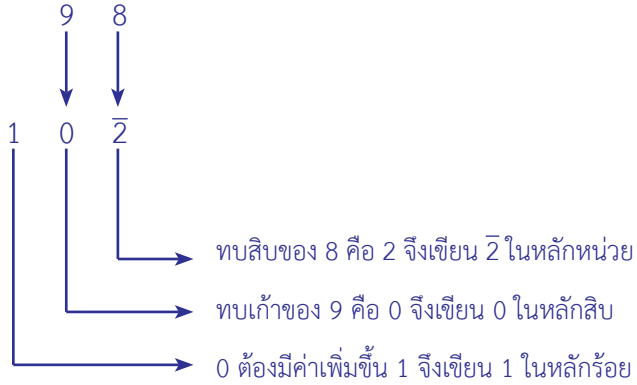 9 8
1 0 2̅
ทบสิบของ 8 คือ 2 จึงเขียน 2̅ ในหลักหน่วย
ทบเก้าของ 9 คือ 0 จึงเขียน 0 ในหลักสิบ
0 ต้องมีค่าเพิ่มขึ้น 1 จึงเขียน 1 ในหลักร้อย